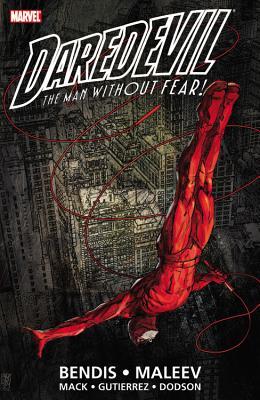 MARVEL
DAREDEVIL
THE MAN WITHOUT FEAR!
BENDIS • MALEEV
MACK • GUTIERREZ • DODSON